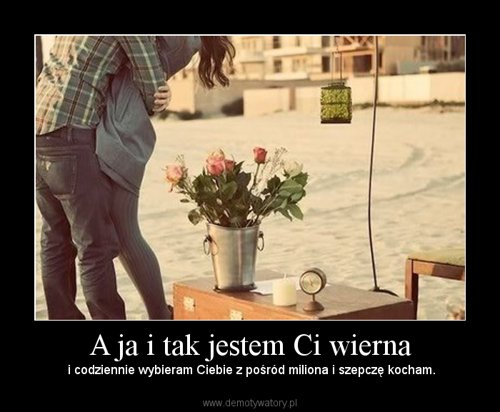 A ja i tak jestem Ci wierna
i codziennie wybieram Ciebie z pośród miliona i szepczę kocham.
www.demotywatory.pl